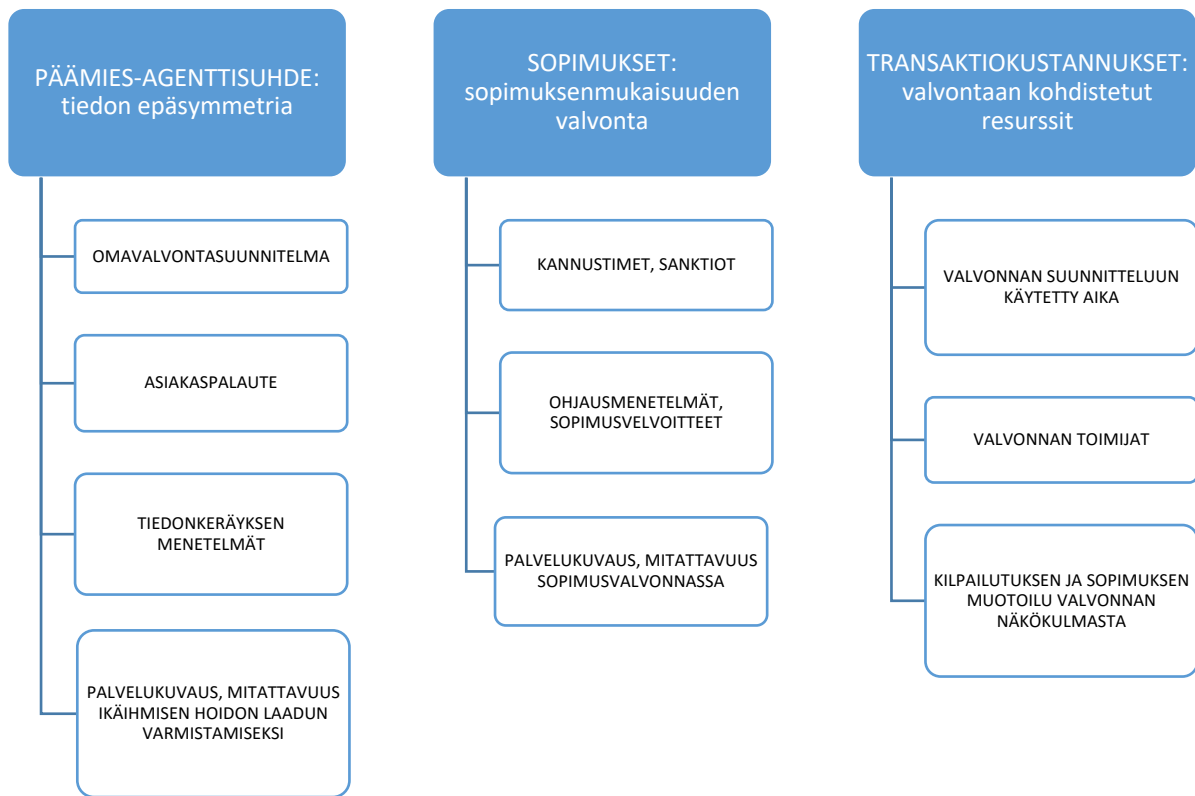 PÄÄMIES-AGENTTISUHDE:
tiedon epäsymmetria
OMAVALVONTASUUNNITELMA
ASIAKASPALAUTE
TIEDONKERÄYKSEN
MENETELMÄT
PALVELUKUVAUS, MITATTAVUUS
IKÄIHMISEN HOIDON LAADUN
VARMISTAMISEKSI
SOPIMUKSET:
sopimuksenmukaisuuden
valvonta
KANNUSTIMET, SANKTIOT
OHJAUSMENETELMÄT,
SOPIMUSVELVOITTEET
PALVELUKUVAUS, MITATTAVUUS
SOPIMUSVALVONNASSA
TRANSAKTIOKUSTANNUKSET:
valvontaan kohdistetut
resurssit
VALVONNAN SUUNNITTELUUN
KÄYTETTY AIKA
VALVONNAN TOIMIJAT
KILPAILUTUKSEN JA SOPIMUKSEN
MUOTOILU VALVONNAN
NÄKÖKULMASTA